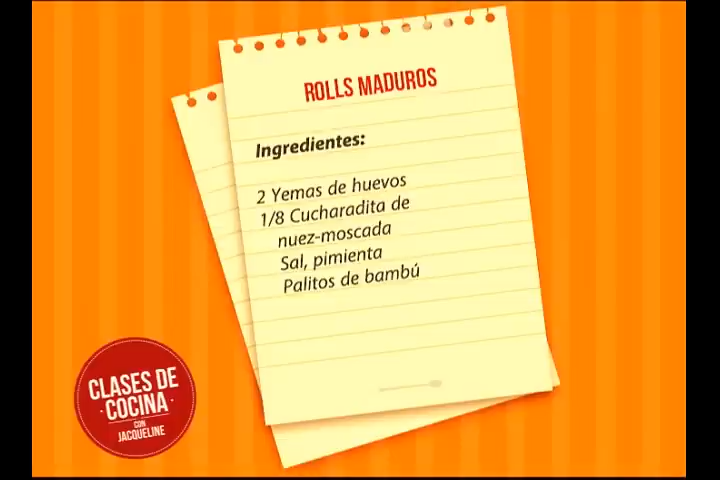 ROLLS MADUROS
Ingredientes:
2 Yemas de huevos
1/8 Cucharadita de
nuez-moscada
Sal, pimienta
Palitos de bambú
CLASES DE
COCINA
CON
JACQUELINE